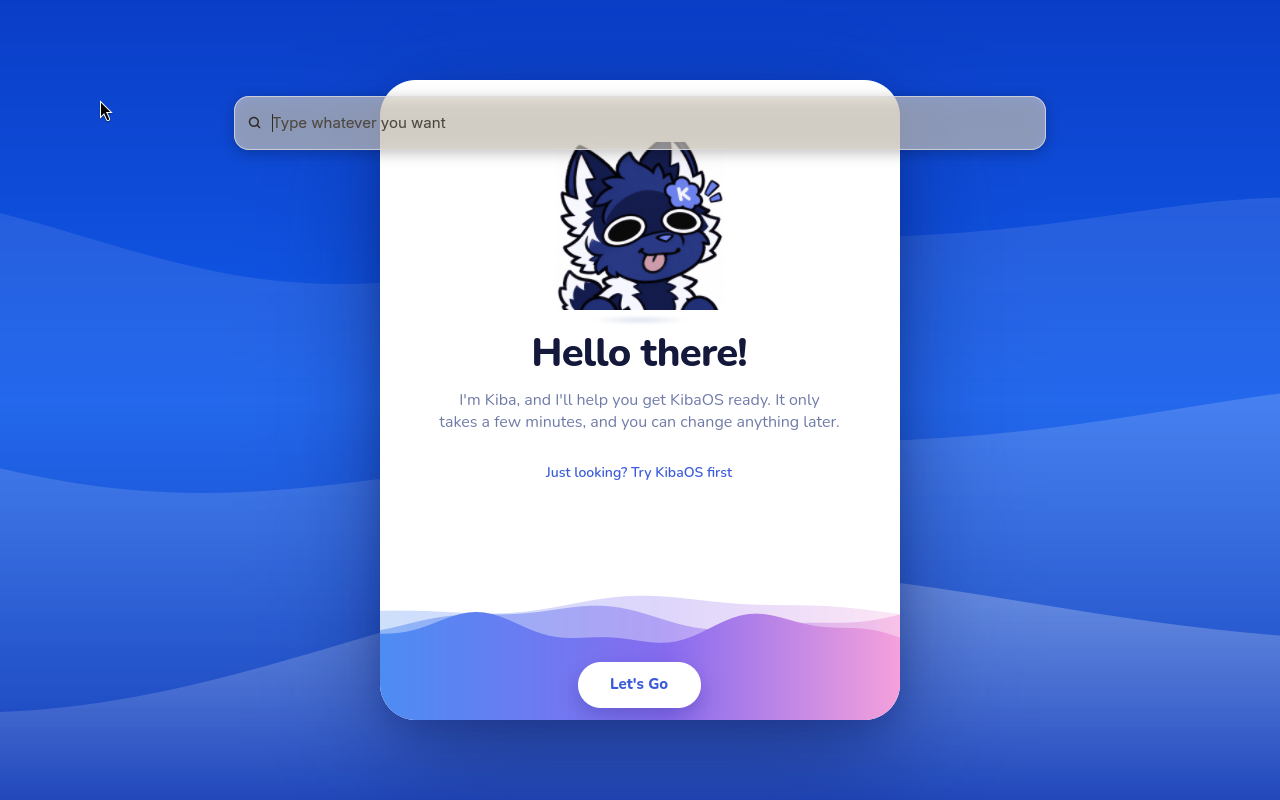 Type whatever you want
K
Hello there!
I'm Kiba, and I'll help you get KibaOS ready. It only
takes a few minutes, and you can change anything later.
Just looking? Try KibaOS first
Let's Go